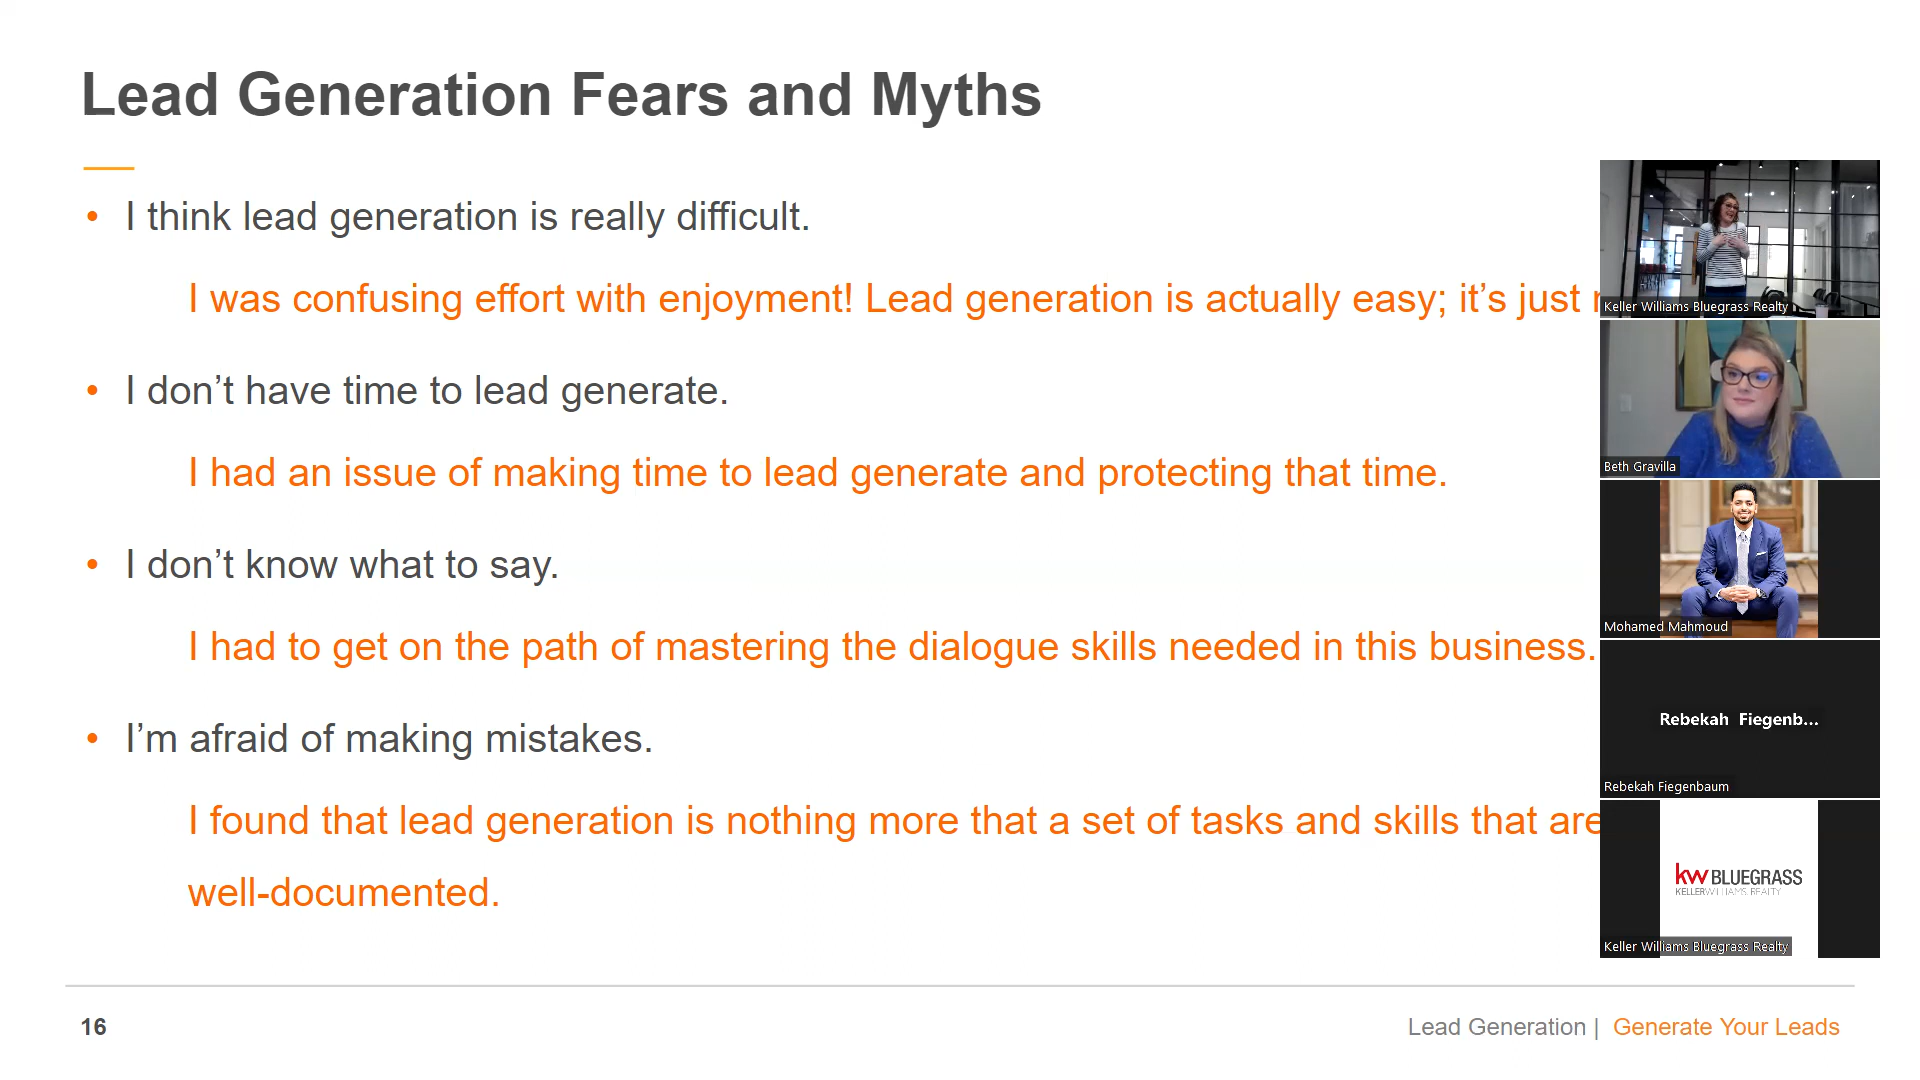 Lead Generation Fears and Myths
• I think lead generation is really difficult.
I was confusing effort with enjoyment! Lead generation is actually easy; it’s just
• I don’t have time to lead generate.
I had an issue of making time to lead generate and protecting that time.
• I don’t know what to say.
I had to get on the path of mastering the dialogue skills needed in this business.
• I’m afraid of making mistakes.
I found that lead generation is nothing more that a set of tasks and skills that are
well-documented.
Keller Williams Bluegrass Realty
Beth Gravilla
Mohamed Mahmoud
Rebekah Fiegenb...
Rebekah Fiegenbaum
kw BLUEGRASS
KELLERWILLIAMS. REALTY
Keller Williams Bluegrass Realty
16
Lead Generation | Generate Your Leads